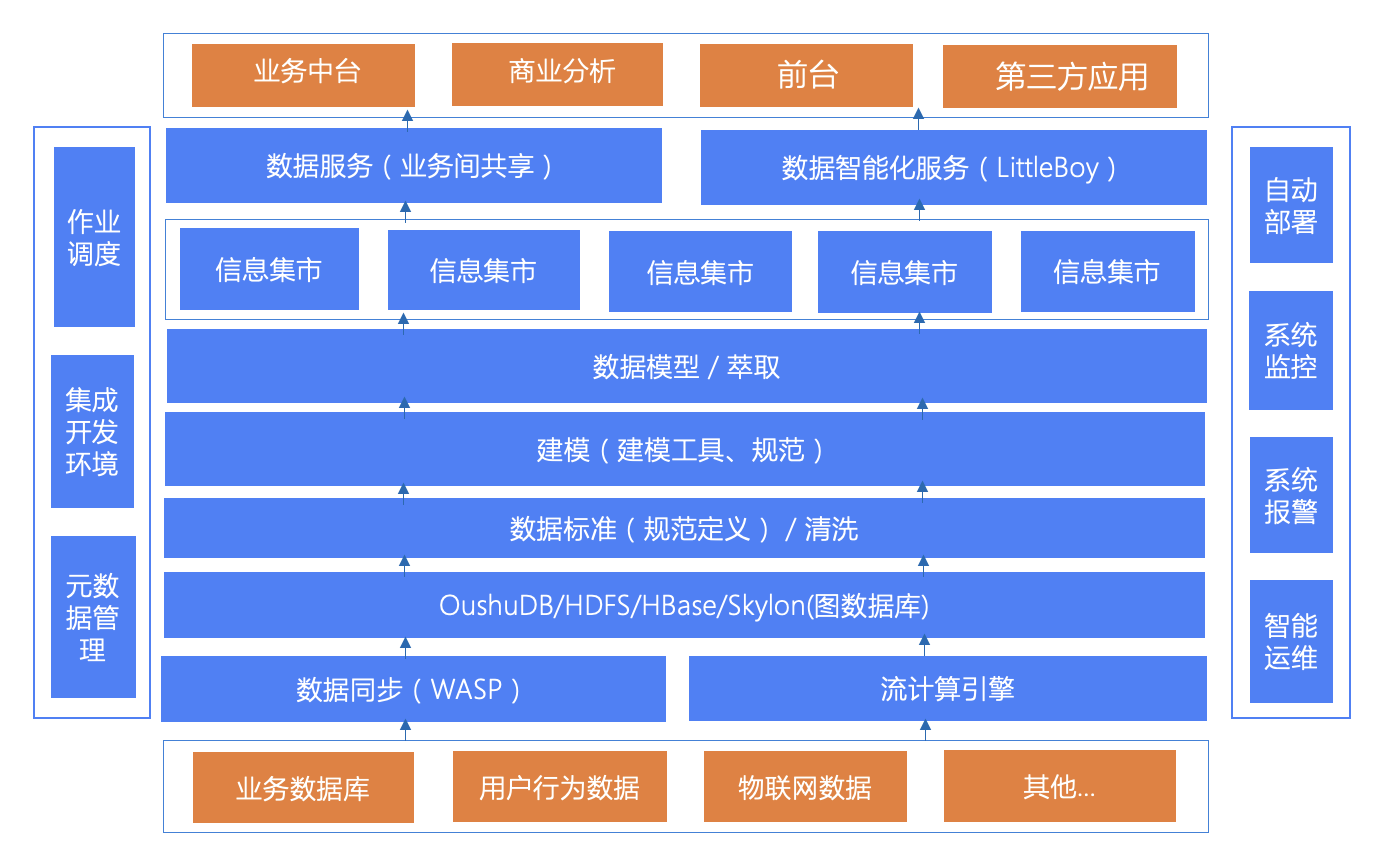 业务中台
商业分析
前台
第三方应用
数据服务（业务间共享）
数据智能化服务（LittleBoy）
信息集市
信息集市
信息集市
信息集市
信息集市
数据模型 / 萃取
建模（建模工具、规范）
数据标准（规范定义） / 清洗
OushuDB/HDFS/HBase/Skylon(图数据库)
数据同步（WASP）
流计算引擎
业务数据库
用户行为数据
物联网数据
其他...
作业
调度
集成
开发
环境
元数
据管
理
自动
部署
系统
监控
系统
报警
智能
运维